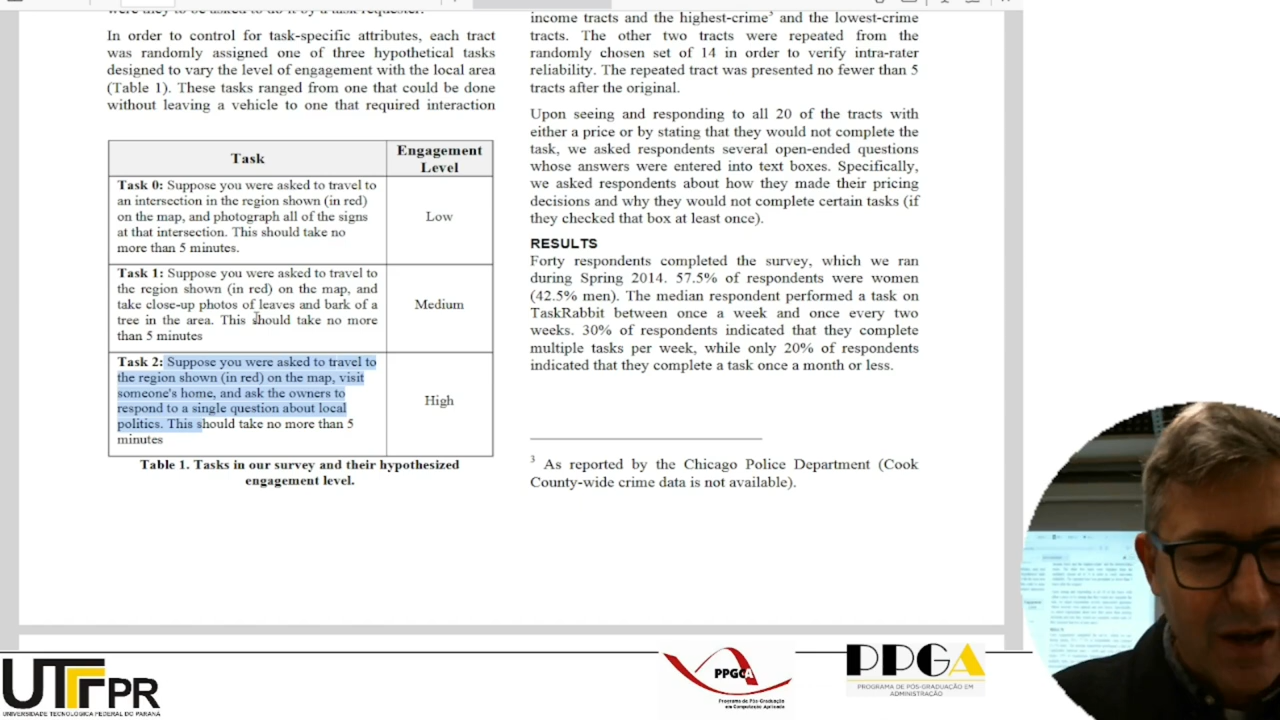 were they to be asked to do it by a task requester.
In order to control for task-specific attributes, each tract
was randomly assigned one of three hypothetical tasks
designed to vary the level of engagement with the local area
(Table 1). These tasks ranged from one that could be done
without leaving a vehicle to one that required interaction
Task
Engagement
Level
Task 0: Suppose you were asked to travel to
an intersection in the region shown (in red)
on the map, and photograph all of the signs
at that intersection. This should take no
more than 5 minutes.
Low
Task 1: Suppose you were asked to travel to
the region shown (in red) on the map, and
take close-up photos of leaves and bark of a
tree in the area. This should take no more
than 5 minutes
Medium
Task 2: Suppose you were asked to travel to
the region shown (in red) on the map, visit
someone's home, and ask the owners to
respond to a single question about local
politics. This should take no more than 5
minutes
High
Table 1. Tasks in our survey and their hypothesized
engagement level.
income tracts and the highest-crime³ and the lowest-crime
tracts. The other two tracts were repeated from the
randomly chosen set of 14 in order to verify intra-rater
reliability. The repeated tract was presented no fewer than 5
tracts after the original.
Upon seeing and responding to all 20 of the tracts with
either a price or by stating that they would not complete the
task, we asked respondents several open-ended questions
whose answers were entered into text boxes. Specifically,
we asked respondents about how they made their pricing
decisions and why they would not complete certain tasks (if
they checked that box at least once).
RESULTS
Forty respondents completed the survey, which we ran
during Spring 2014. 57.5% of respondents were women
(42.5% men). The median respondent performed a task on
TaskRabbit between once a week and once every two
weeks. 30% of respondents indicated that they complete
multiple tasks per week, while only 20% of respondents
indicated that they complete a task once a month or less.
³ As reported by the Chicago Police Department (Cook
County-wide crime data is not available).
UTFPR
UNIVERSIDADE TECNOLÓGICA FEDERAL DO PARANÁ
PPGCA
Programa de Pós-Graduação
em Computação Aplicada
PPGA
PROGRAMA DE PÓS-GRADUAÇÃO EM
ADMINISTRAÇÃO